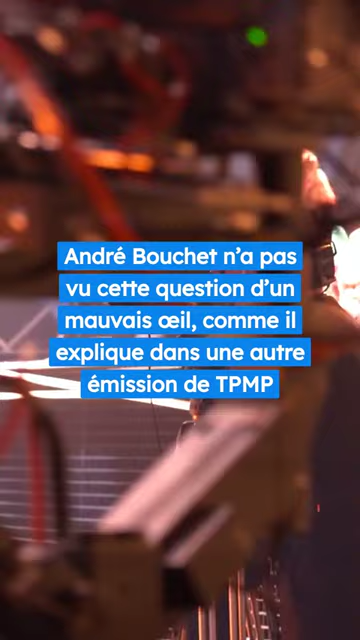 André Bouchet n’a pas
vu cette question d’un
mauvais œil, comme il
explique dans une autre
émission de TPMP